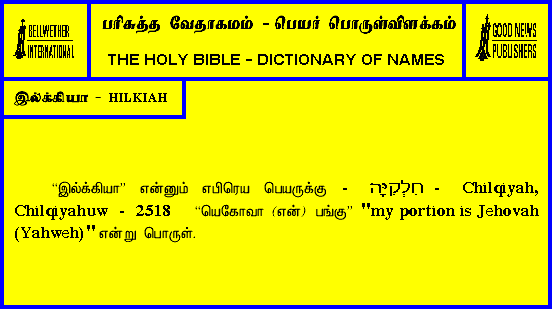 BELLWETHER
INTERNATIONAL
பரிசுத்த வேதாகமம் - பெயர் பொருள்விளக்கம்
THE HOLY BIBLE - DICTIONARY OF NAMES
GOOD NEWS
PUBLISHERS
இல்க்கியா - HILKIAH
“இல்க்கியா” என்னும் எபிரெய பெயருக்கு - חִלְקִיָּה - Chilqiyah,
Chilqiyahuw - 2518 “யெகோவா (என்) பங்கு” "my portion is Jehovah
(Yahweh)" என்று பொருள்.